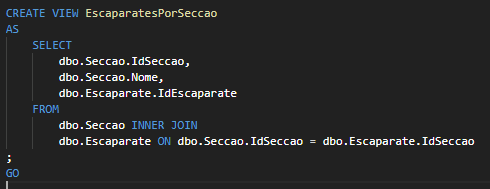 CREATE VIEW EscaparatesPorSeccao
AS
SELECT
dbo.Seccao.IdSeccao,
dbo.Seccao.Nome,
dbo.Escaparate.IdEscaparate
FROM
dbo.Seccao INNER JOIN
dbo.Escaparate ON dbo.Seccao.IdSeccao = dbo.Escaparate.IdSeccao
;
GO